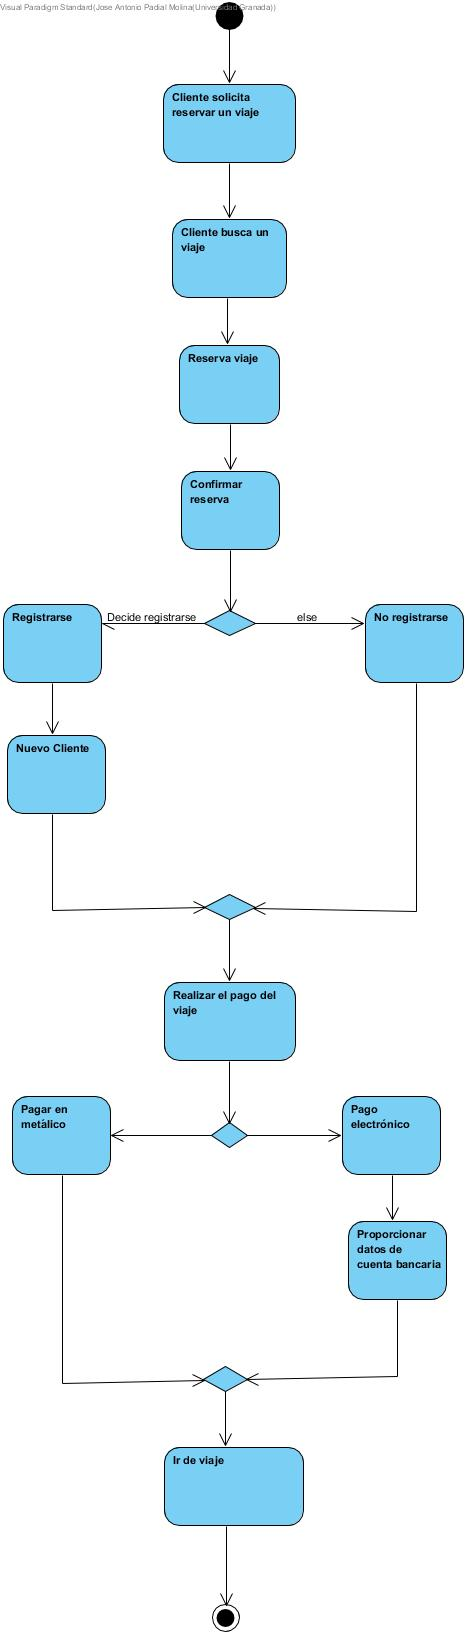 Visual Paradigm Standard(Jose Antonio Padial Molina(Universidad Granada))
Cliente solicita
reservar un viaje
Cliente busca un
viaje
Reserva viaje
Confirmar
reserva
Registrarse
Decide registrarse
else
No registrarse
Nuevo Cliente
Realizar el pago del
viaje
Pagar en
metálico
Pago
electrónico
Proporcionar
datos de
cuenta bancaria
Ir de viaje